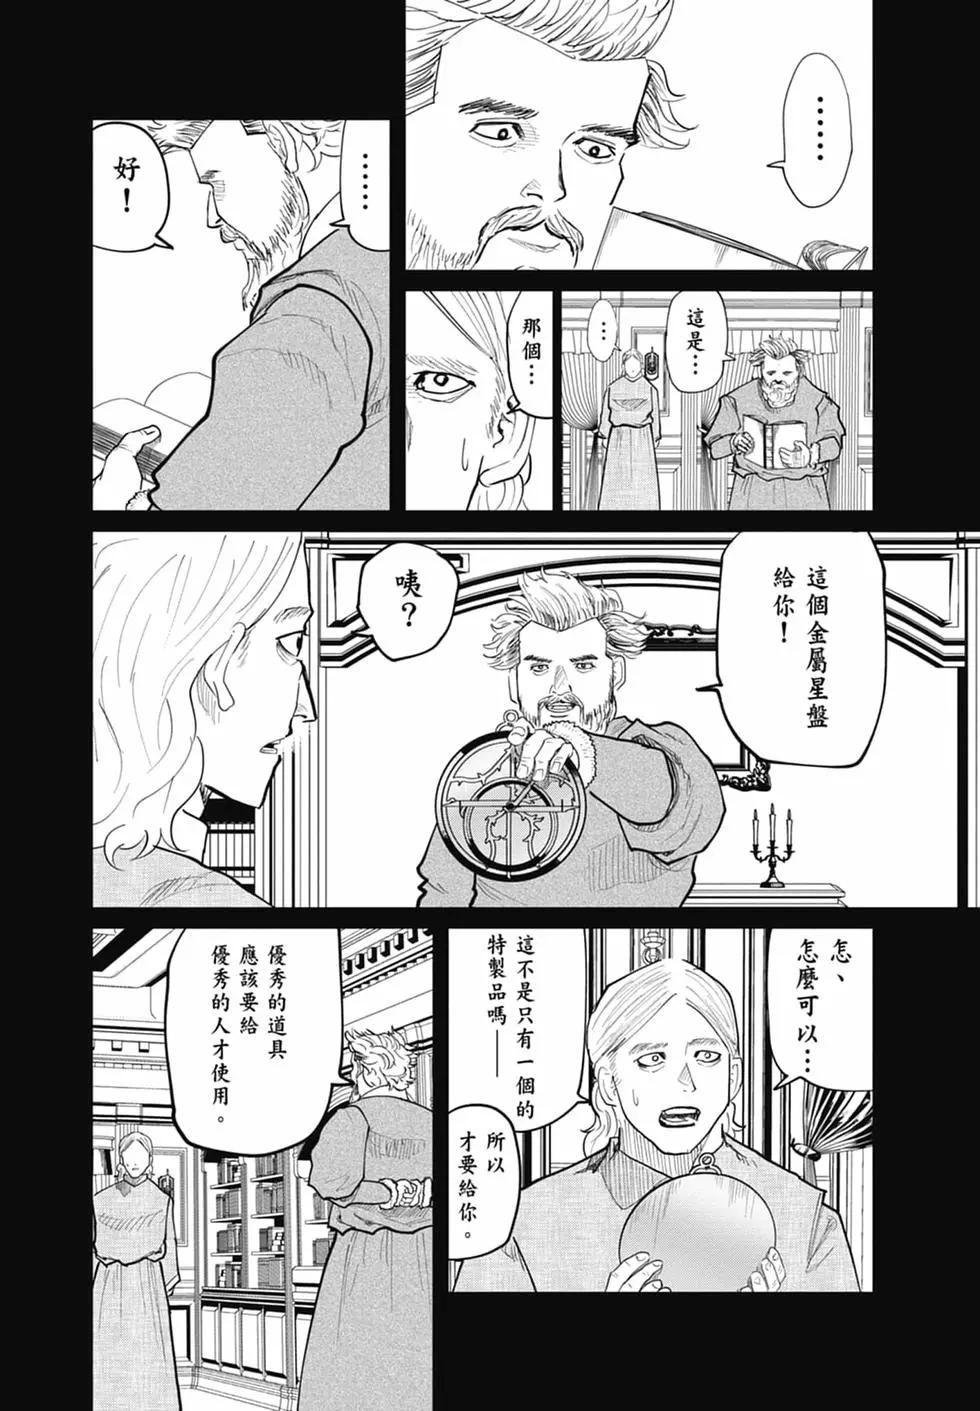 ……
這是…
…
那個…
……
好！
這個金屬星盤
給你！
咦？
怎、
怎麼可以…
這不是只有一個的
特製品嗎——
所以
才要給你。
優秀的道具
應該要給
優秀的人才使用。